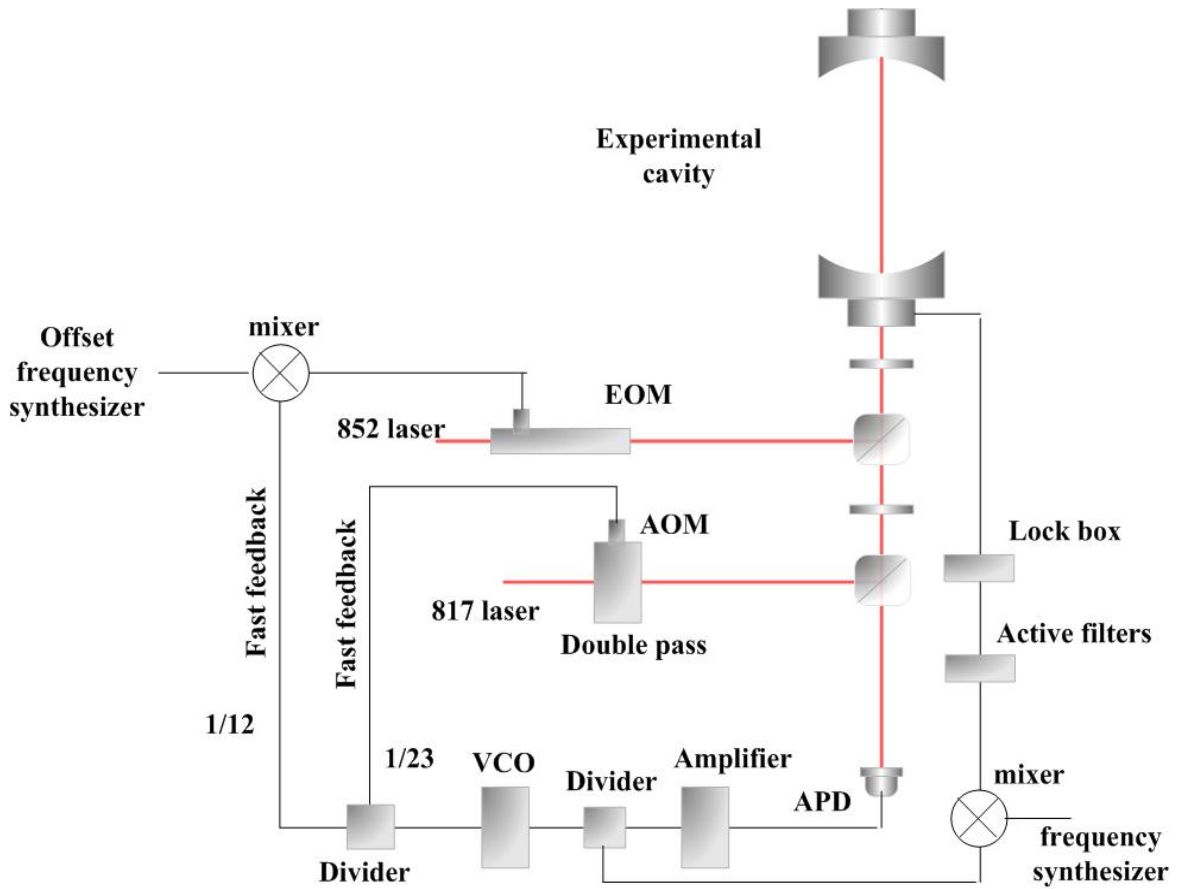 Experimental
cavity
Offset
frequency
synthesizer
mixer
EOM
852 laser
AOM
817 laser
Double pass
Fast feedback
Fast feedback
Lock box
Active filters
1/12
1/23
VCO
Divider
Amplifier
APD
mixer
frequency
synthesizer
Divider